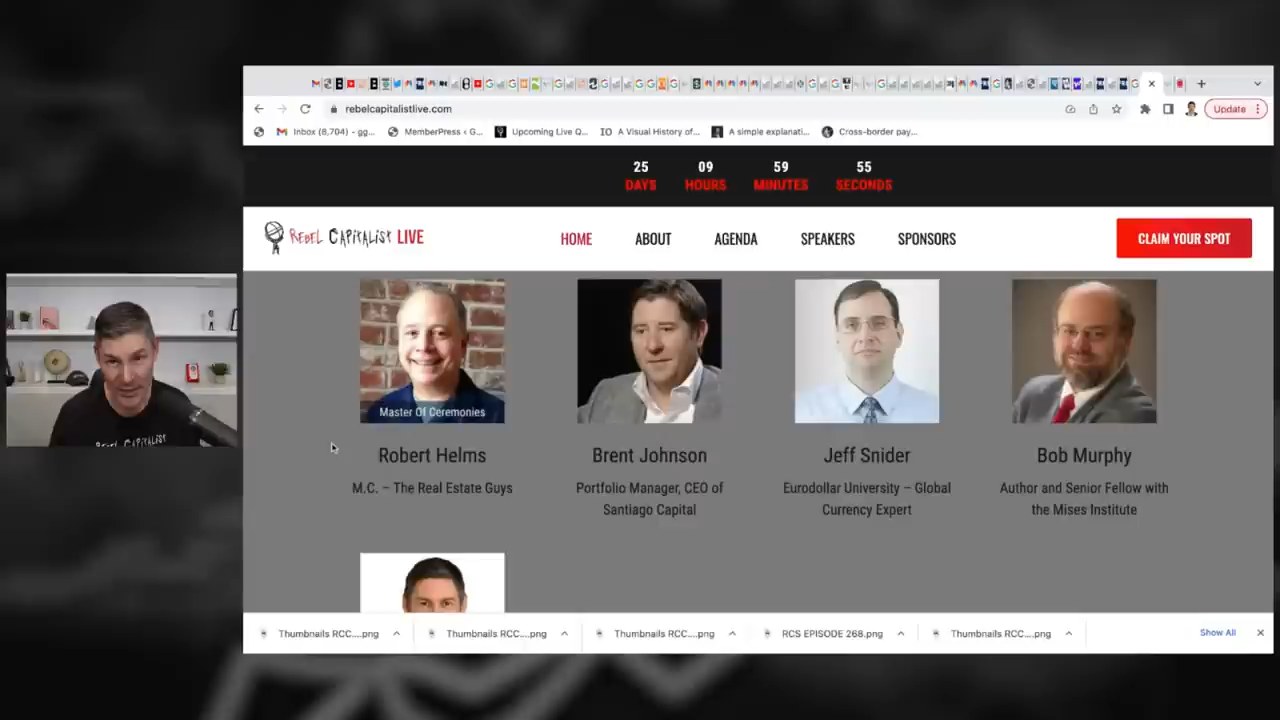 rebelcapitalistlive.com
Update
Inbox (8,704) - gg...
MemberPress ‹ G...
Upcoming Live Q...
IO A Visual History of...
A simple explanati...
Cross-border pay...
25 09 59 55
DAYS HOURS MINUTES SECONDS
REBEL CAPITALIST LIVE
HOME ABOUT AGENDA SPEAKERS SPONSORS
CLAIM YOUR SPOT
Master Of Ceremonies
Robert Helms
M.C. – The Real Estate Guys
Brent Johnson
Portfolio Manager, CEO of
Santiago Capital
Jeff Snider
Eurodollar University – Global
Currency Expert
Bob Murphy
Author and Senior Fellow with
the Mises Institute
REBEL CAPITALIST
Thumbnails RCC....png
Thumbnails RCC....png
Thumbnails RCC....png
RCS EPISODE 268.png
Thumbnails RCC....png
Show All